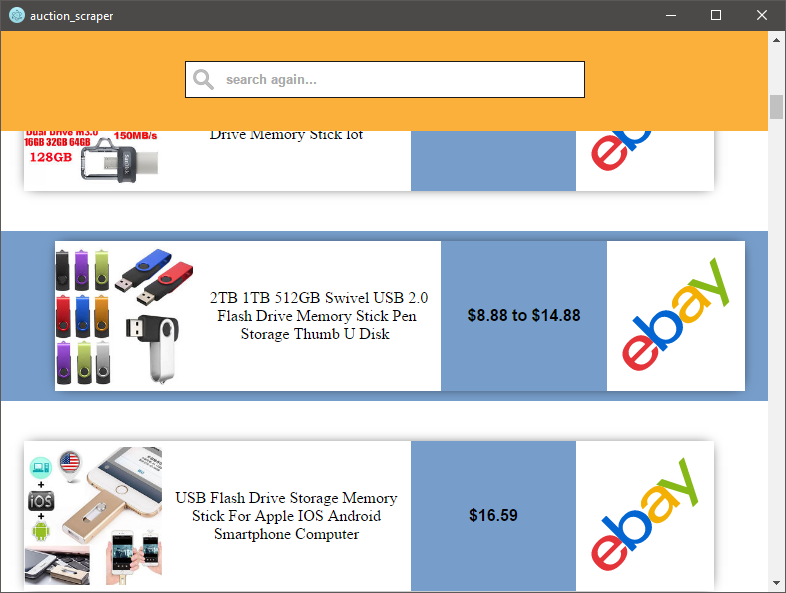 auction_scraper
search again...
Dual Drive m3.0
150MB/s
16GB 32GB 64GB
128GB
Drive Memory Stick lot
ebay
2TB 1TB 512GB Swivel USB 2.0
Flash Drive Memory Stick Pen
Storage Thumb U Disk
$8.88 to $14.88
ebay
iOS
USB Flash Drive Storage Memory
Stick For Apple IOS Android
Smartphone Computer
$16.59
ebay